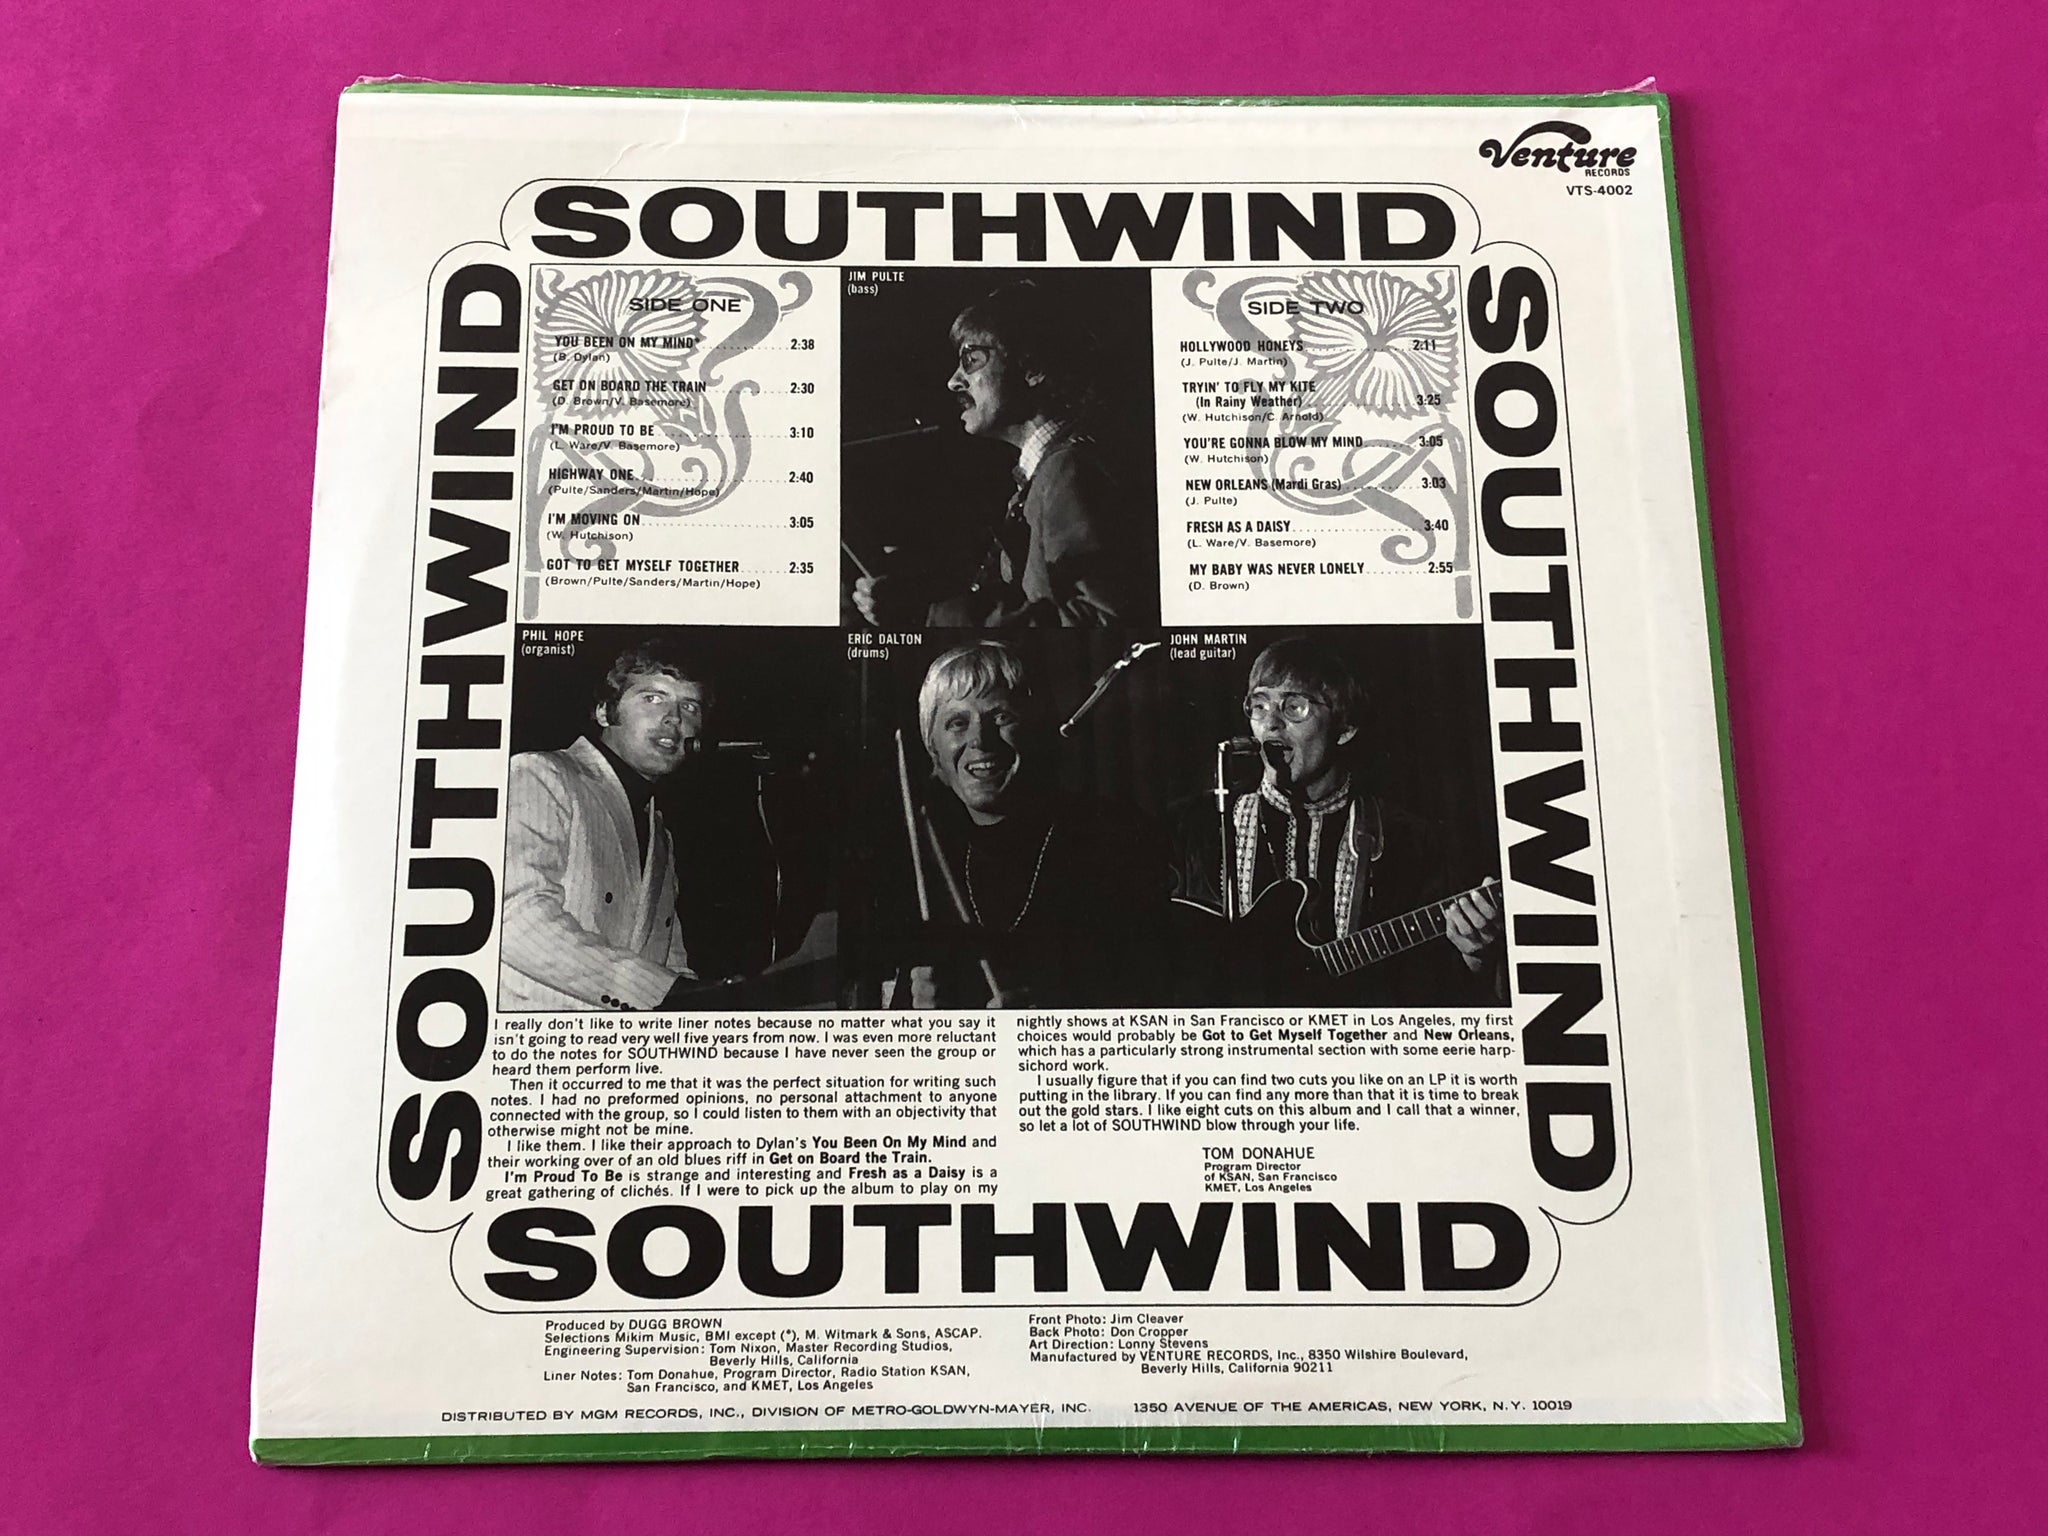 Venture
RECORDS
VTS-4002
SOUTHWIND
SOUTHWIND
SOUTHWIND
SIDE ONE
YOU BEEN ON MY MIND* 2:38
(B. Dylan)
GET ON BOARD THE TRAIN 2:30
(D. Brown/V. Basemore)
I'M PROUD TO BE 3:10
(L. Ware/V. Basemore)
HIGHWAY ONE 2:40
(Pulte/Sanders/Martin/Hope)
I'M MOVING ON 3:05
(W. Hutchison)
GOT TO GET MYSELF TOGETHER 2:35
(Brown/Pulte/Sanders/Martin/Hope)
JIM PULTE
(bass)
SIDE TWO
HOLLYWOOD HONEYS 2:11
(J. Pulte/J. Martin)
TRYIN' TO FLY MY KITE
(In Rainy Weather) 3:25
(W. Hutchison/C. Arnold)
YOU'RE GONNA BLOW MY MIND 3:05
(W. Hutchison)
NEW ORLEANS (Mardi Gras) 3:03
(J. Pulte)
FRESH AS A DAISY 3:40
(L. Ware/V. Basemore)
MY BABY WAS NEVER LONELY 2:55
(D. Brown)
PHIL HOPE
(organist)
ERIC DALTON
(drums)
JOHN MARTIN
(lead guitar)
I really don't like to write liner notes because no matter what you say it
isn't going to read very well five years from now. I was even more reluctant
to do the notes for SOUTHWIND because I have never seen the group or
heard them perform live.
Then it occurred to me that it was the perfect situation for writing such
notes. I had no preformed opinions, no personal attachment to anyone
connected with the group, so I could listen to them with an objectivity that
otherwise might not be mine.
I like them. I like their approach to Dylan's You Been On My Mind and
their working over of an old blues riff in Get on Board the Train.
I'm Proud To Be is strange and interesting and Fresh as a Daisy is a
great gathering of clichés. If I were to pick up the album to play on my
nightly shows at KSAN in San Francisco or KMET in Los Angeles, my first
choices would probably be Got to Get Myself Together and New Orleans,
which has a particularly strong instrumental section with some eerie harp-
sichord work.
I usually figure that if you can find two cuts you like on an LP it is worth
putting in the library. If you can find any more than that it is time to break
out the gold stars. I like eight cuts on this album and I call that a winner,
so let a lot of SOUTHWIND blow through your life.
TOM DONAHUE
Program Director
of KSAN, San Francisco
KMET, Los Angeles
SOUTHWIND
Produced by DUGG BROWN
Selections Mikim Music, BMI except (*), M. Witmark & Sons, ASCAP.
Engineering Supervision: Tom Nixon, Master Recording Studios,
Beverly Hills, California
Liner Notes: Tom Donahue, Program Director, Radio Station KSAN,
San Francisco, and KMET, Los Angeles
Front Photo: Jim Cleaver
Back Photo: Don Cropper
Art Direction: Lonny Stevens
Manufactured by VENTURE RECORDS, Inc., 8350 Wilshire Boulevard,
Beverly Hills, California 90211
DISTRIBUTED BY MGM RECORDS, INC., DIVISION OF METRO-GOLDWYN-MAYER, INC. 1350 AVENUE OF THE AMERICAS, NEW YORK, N.Y. 10019